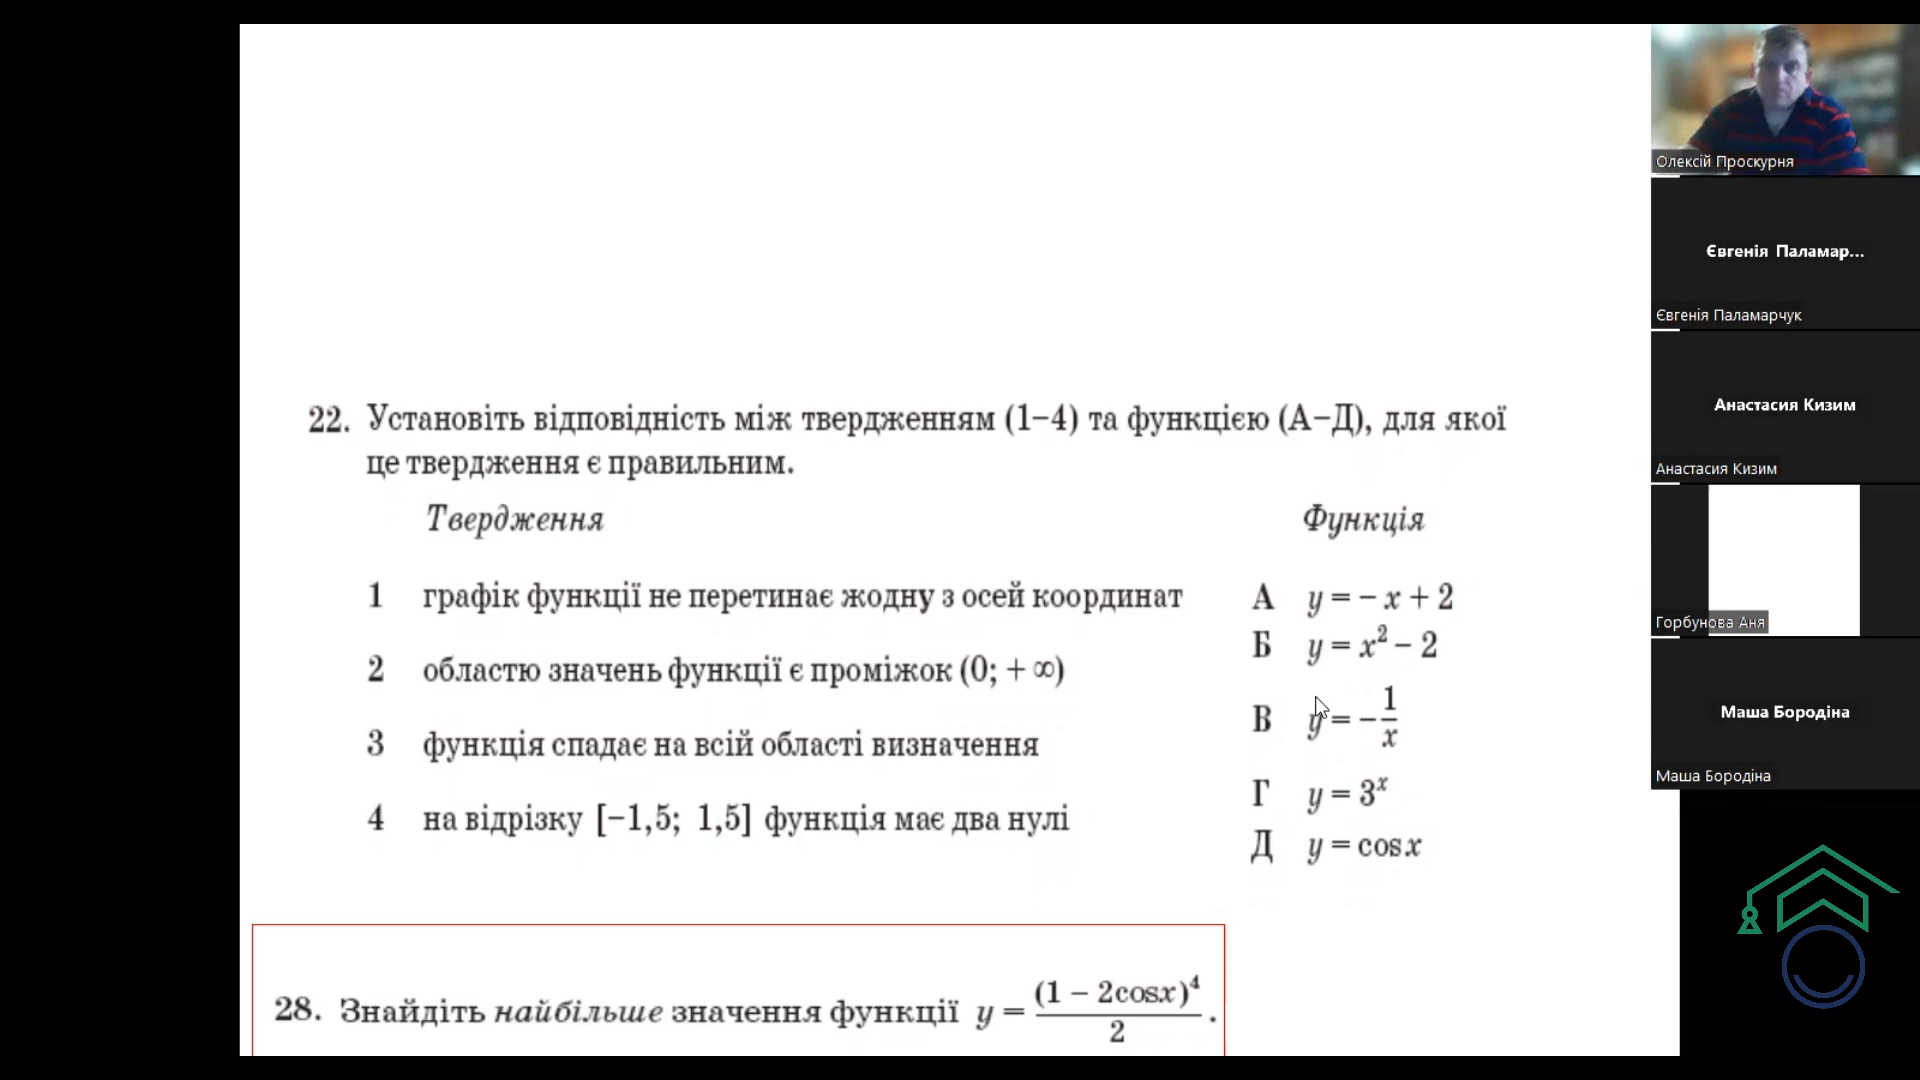 22. Установіть відповідність між твердженням (1–4) та функцією (А–Д), для якої
це твердження є правильним.
Твердження
Функція
1 графік функції не перетинає жодну з осей координат
2 областю значень функції є проміжок (0; + ∞)
3 функція спадає на всій області визначення
4 на відрізку [−1,5; 1,5] функція має два нулі
А y = − x + 2
Б y = x² − 2
В y = −1/x
Г y = 3ˣ
Д y = cosx
28. Знайдіть найбільше значення функції y = (1 − 2cosx)⁴/2.
Олексій Проскурня
Євгенія Паламар...
Євгенія Паламарчук
Анастасия Кизим
Анастасия Кизим
Горбунова Аня
Маша Бородіна
Маша Бородіна